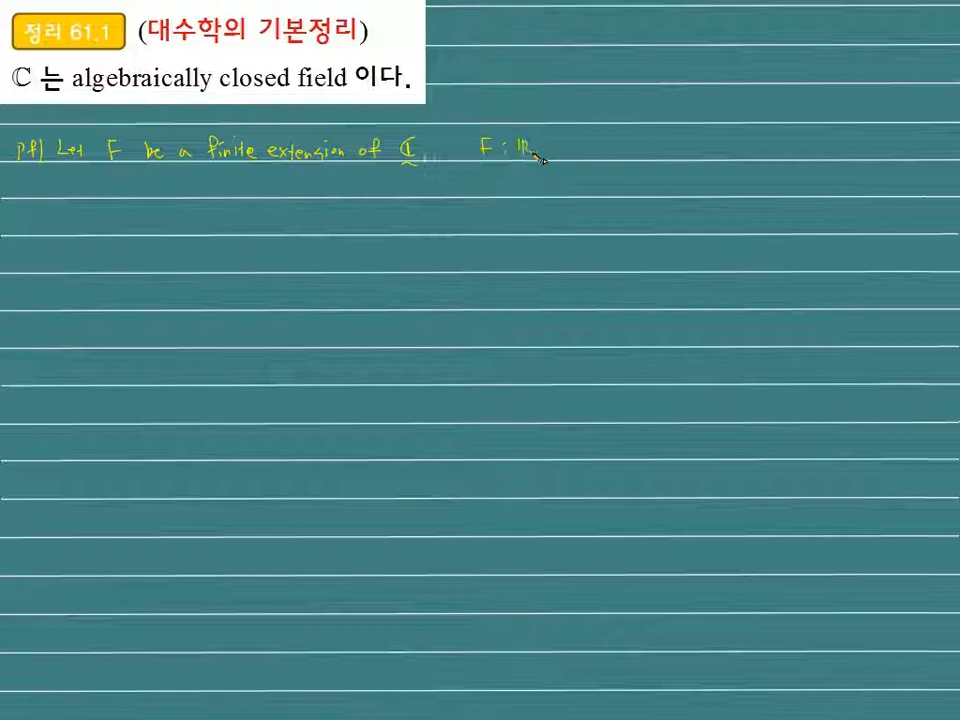 정리 61.1 (대수학의 기본정리)
ℂ 는 algebraically closed field 이다.
pf) Let F be a finite extension of ℂ F : ℝ